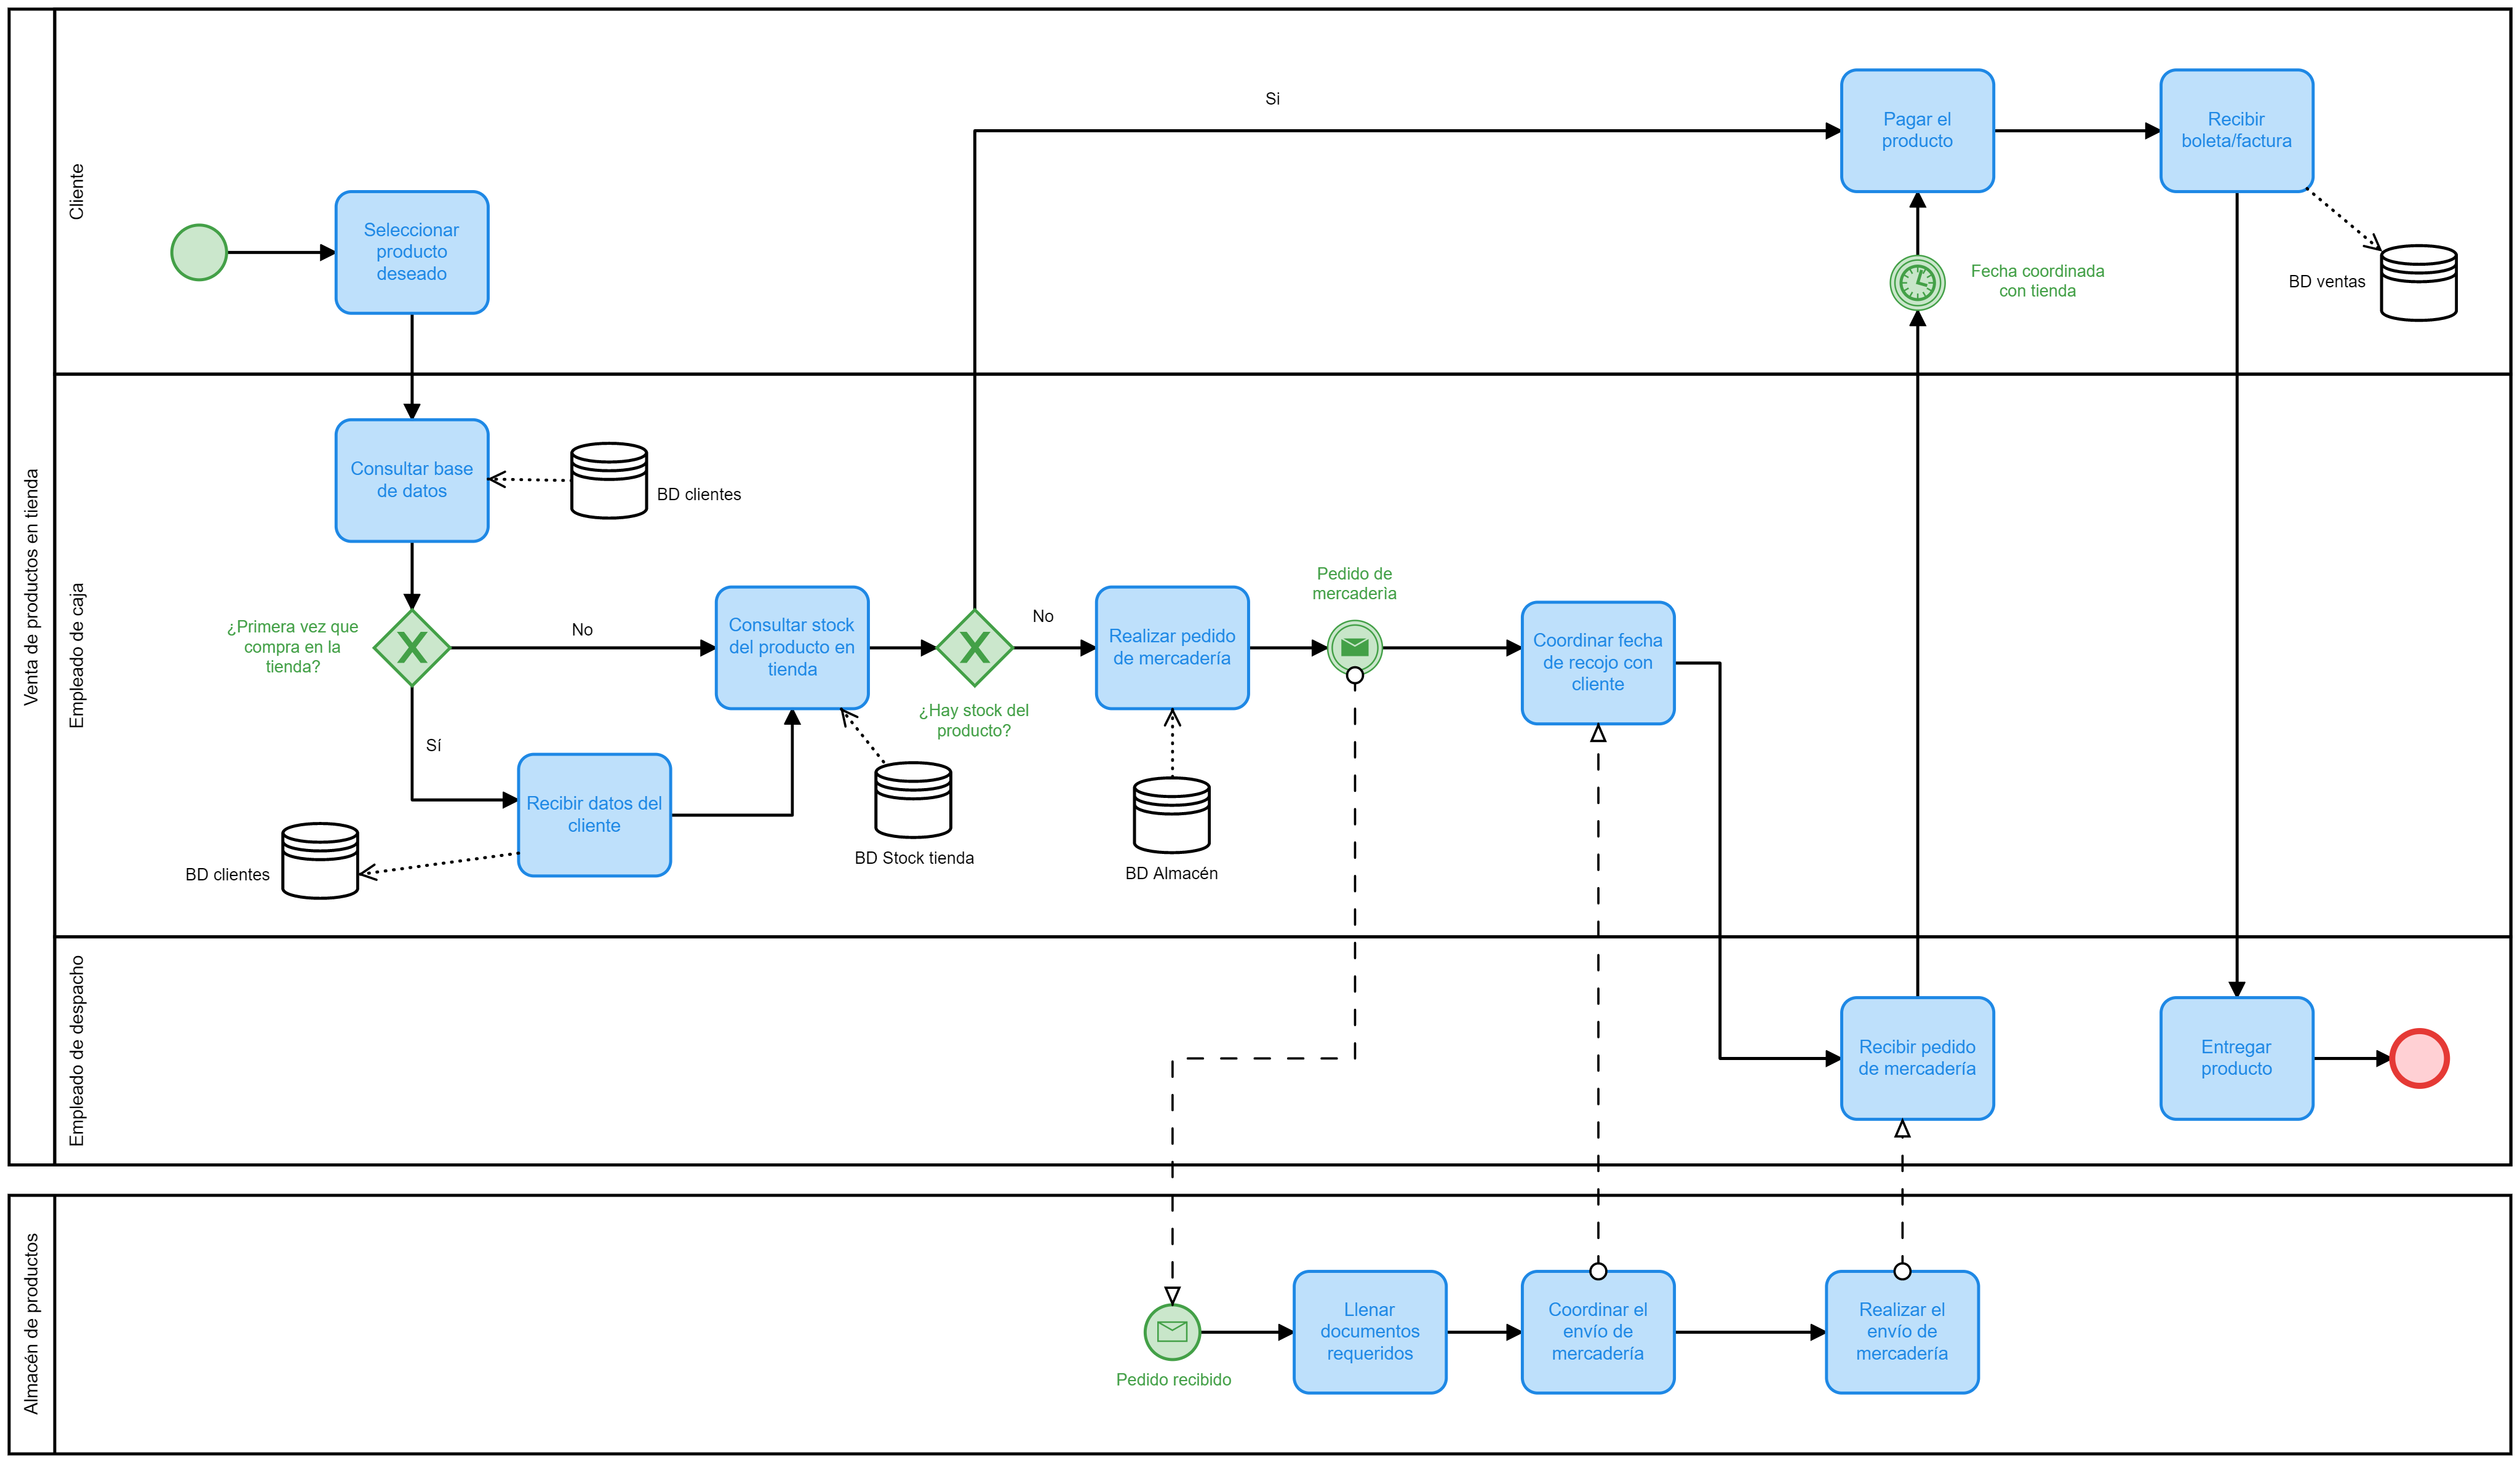 Venta de productos en tienda
Cliente
Seleccionar
producto
deseado
Si
Pagar el
producto
Recibir
boleta/factura
Fecha coordinada
con tienda
BD ventas
Empleado de caja
Consultar base
de datos
BD clientes
¿Primera vez que
compra en la
tienda?
No
Sí
Recibir datos del
cliente
BD clientes
Consultar stock
del producto en
tienda
BD Stock tienda
¿Hay stock del
producto?
No
Realizar pedido
de mercadería
BD Almacén
Pedido de
mercaderia
Coordinar fecha
de recojo con
cliente
Empleado de despacho
Recibir pedido
de mercadería
Entregar
producto
Almacén de productos
Pedido recibido
Llenar
documentos
requeridos
Coordinar el
envío de
mercadería
Realizar el
envío de
mercadería